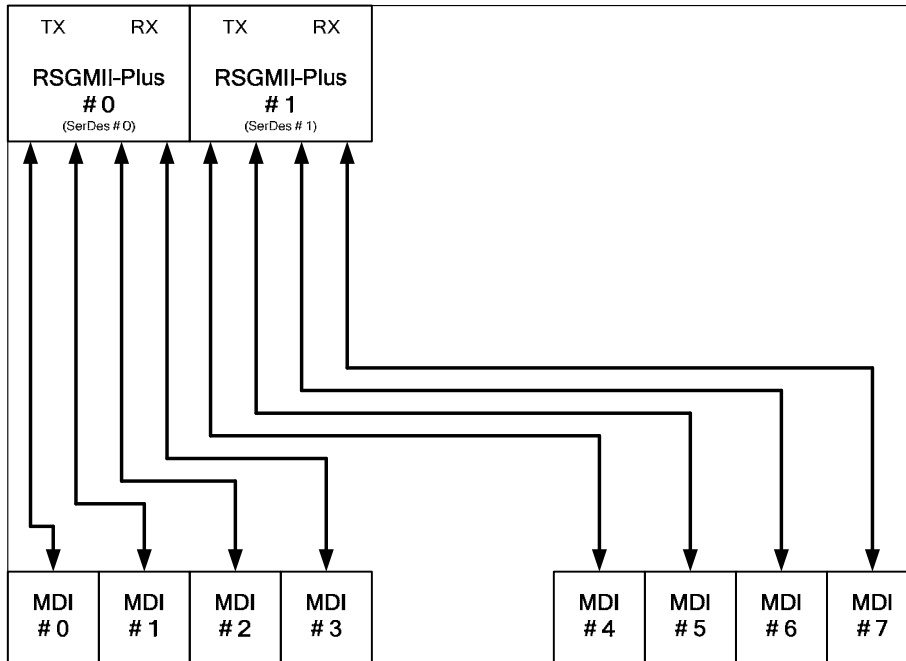 TX RX TX RX
RSGMII-Plus RSGMII-Plus
#0 #1
(SerDes #0) (SerDes #1)
MDI MDI MDI MDI MDI MDI MDI MDI
#0 #1 #2 #3 #4 #5 #6 #7